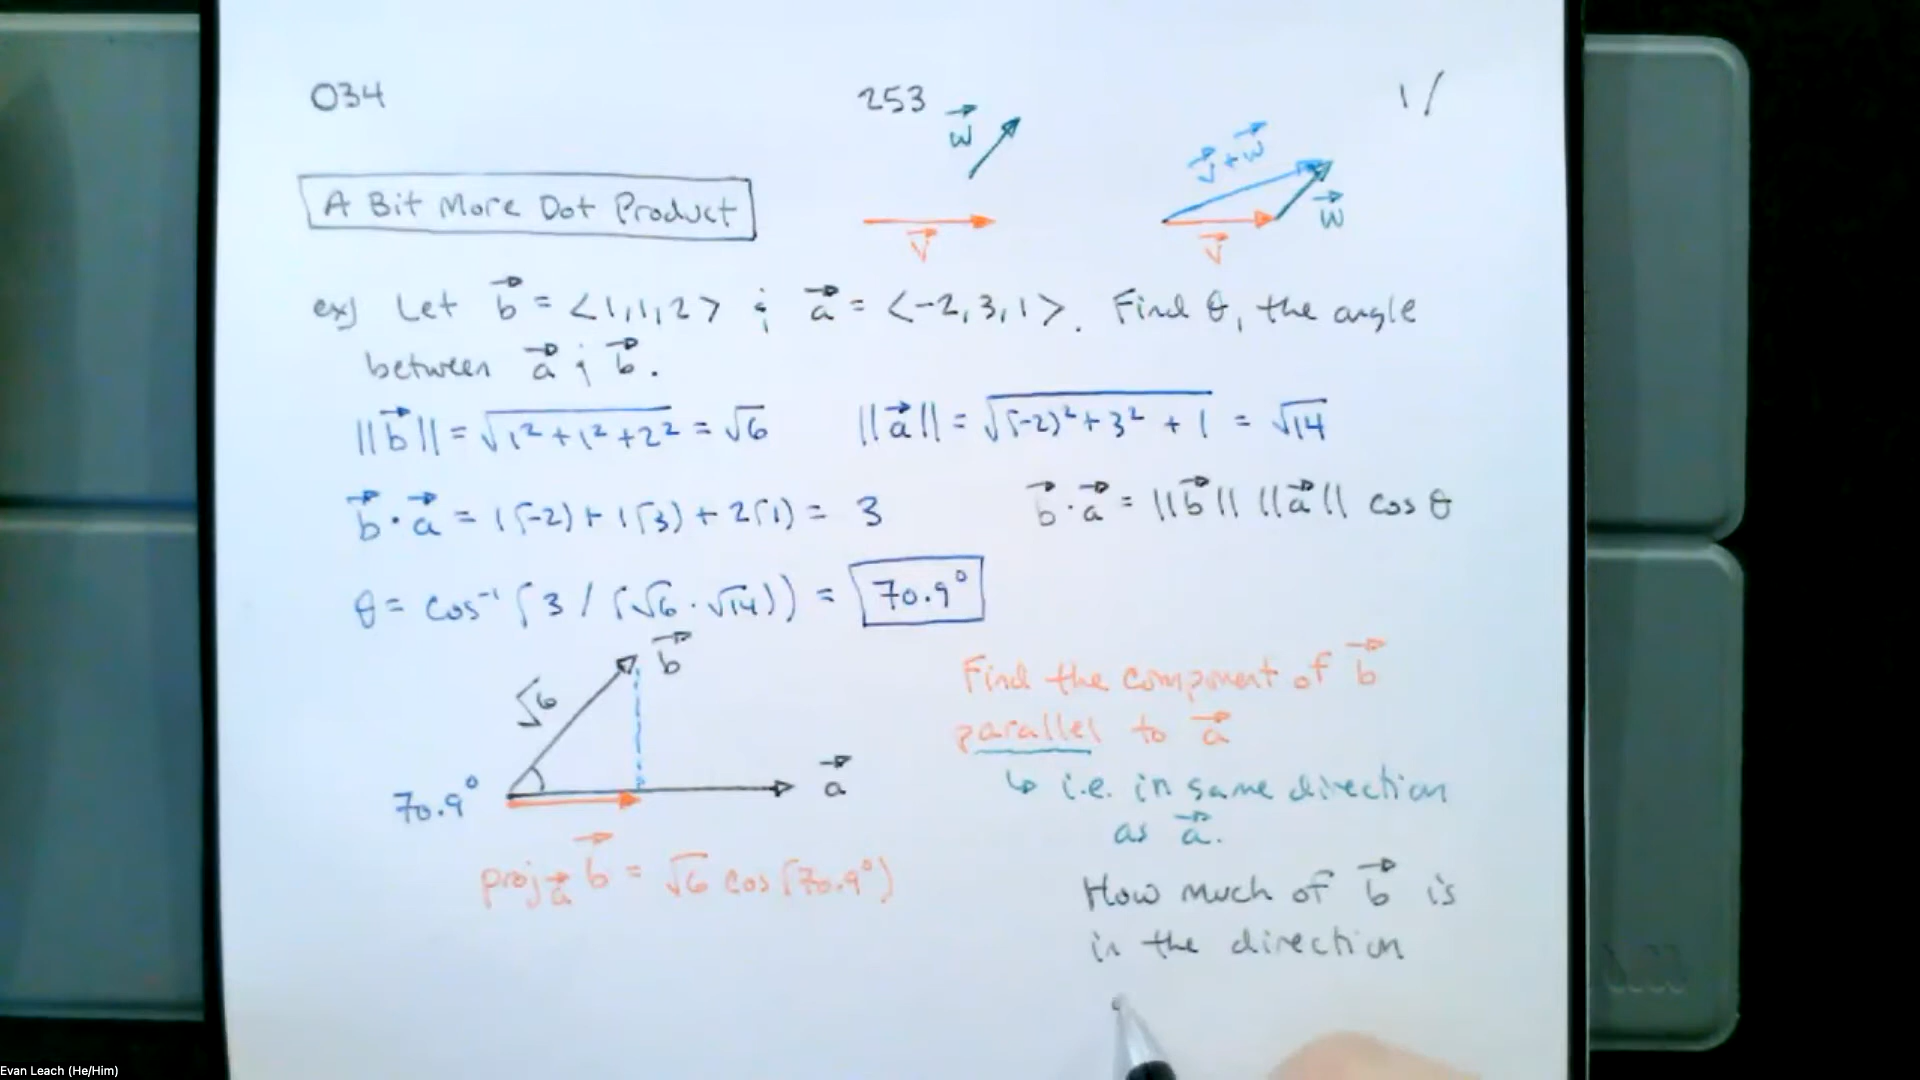 034
253
1/
w
v
v+w
w
v
A Bit More Dot Product
ex) Let b = <1,1,2> & a = <-2,3,1>. Find θ, the angle
between a & b.
||b|| = √1²+1²+2² = √6
||a|| = √(-2)²+3²+1 = √14
b·a = 1(-2)+1(3)+2(1) = 3
b·a = ||b|| ||a|| cos θ
θ = cos⁻¹(3/(√6·√14)) = 70.9°
b
√6
70.9°
a
proj a b = √6 cos(70.9°)
Find the component of b
parallel to a
↳ i.e. in same direction
as a.
How much of b is
in the direction
Evan Leach (He/Him)